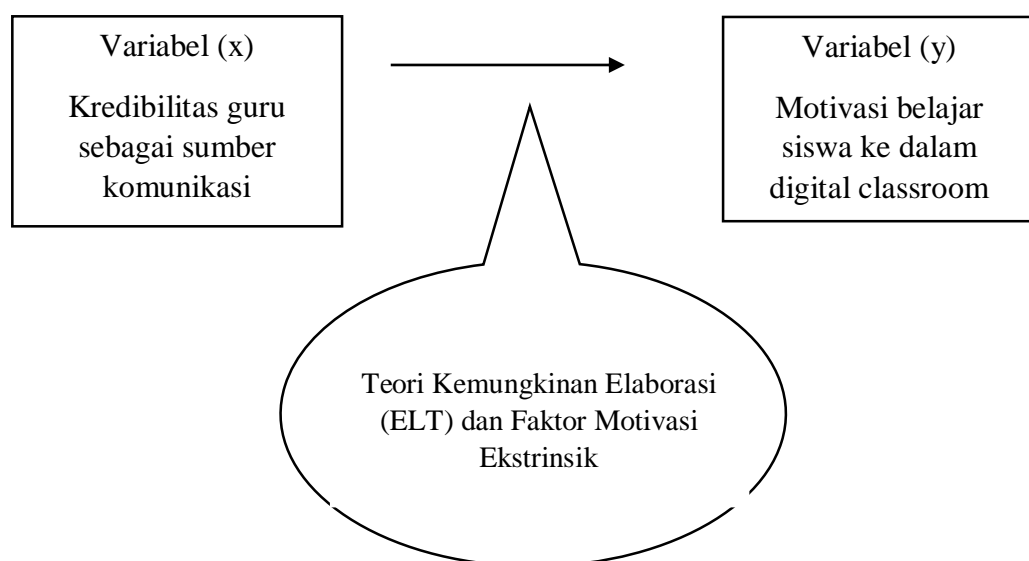 Variabel (x)
Kredibilitas guru
sebagai sumber
komunikasi
Variabel (y)
Motivasi belajar
siswa ke dalam
digital classroom
Teori Kemungkinan Elaborasi
(ELT) dan Faktor Motivasi
Ekstrinsik